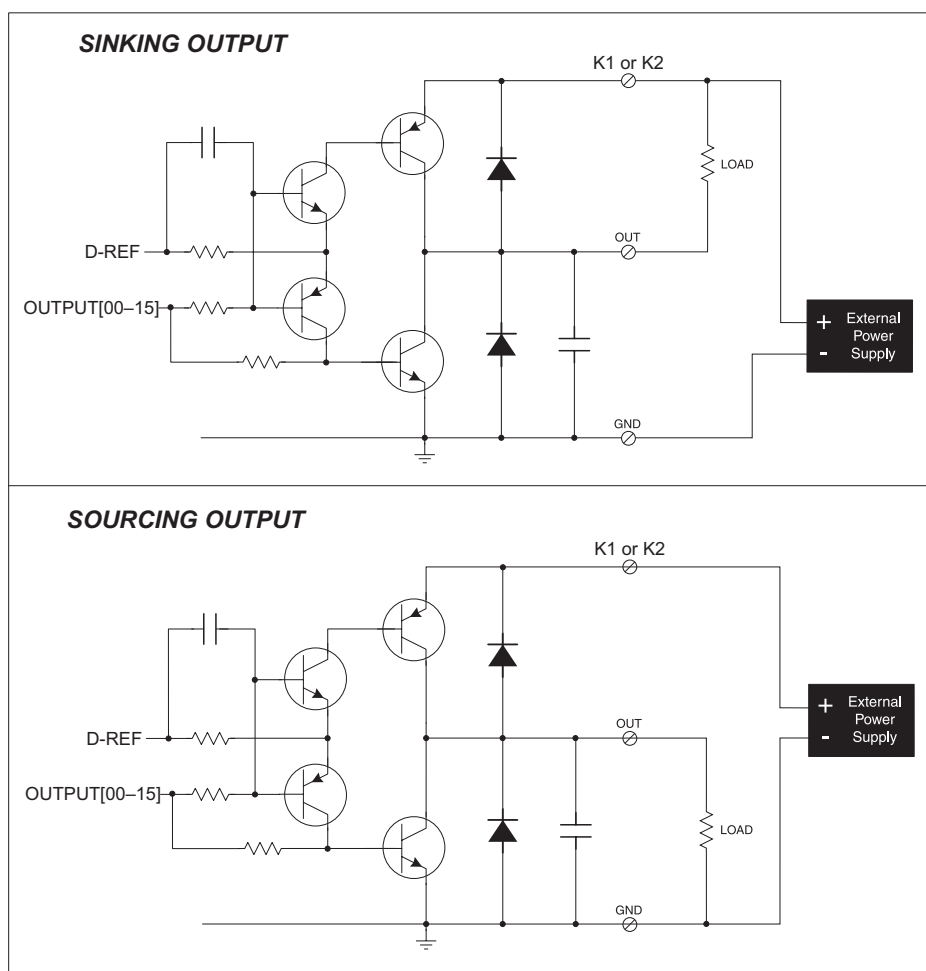 SINKING OUTPUT
K1 or K2
LOAD
D-REF
OUT
OUTPUT[00–15]
+ External
Power
- Supply
GND
SOURCING OUTPUT
K1 or K2
+ External
Power
- Supply
OUT
D-REF
OUTPUT[00–15]
LOAD
GND